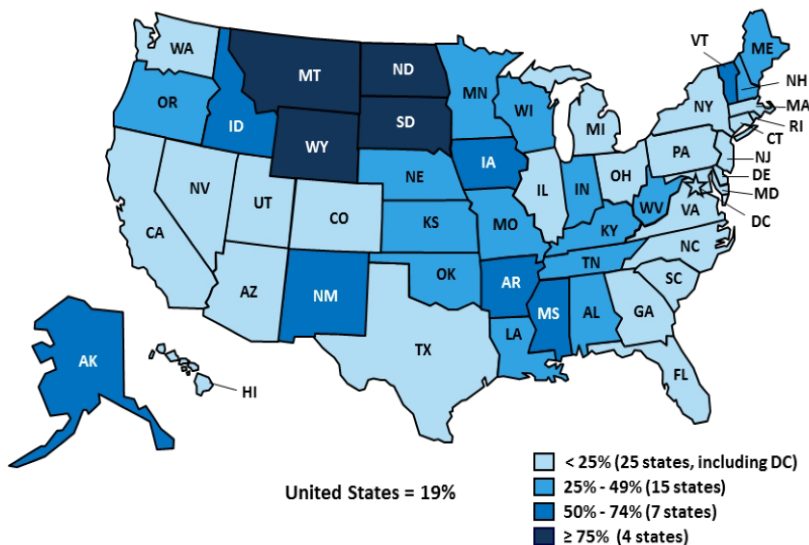 WA
MT
ND
MN
VT
ME
OR
ID
SD
WI
NY
NH
MA
WY
MI
RI
CT
IA
PA
NJ
NE
NV
UT
CO
IL
IN
OH
DE
MD
WV
VA
DC
CA
KS
MO
KY
NC
TN
OK
AZ
NM
AR
SC
MS
AL
GA
LA
TX
AK
FL
HI
< 25% (25 states, including DC)
United States = 19%
25% - 49% (15 states)
50% - 74% (7 states)
≥ 75% (4 states)